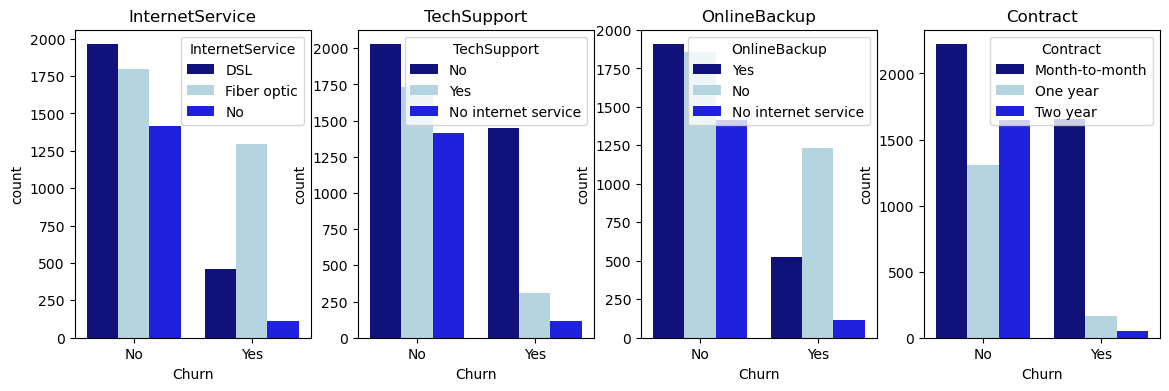 InternetService
2000
1750
1500
1250
1000
750
500
250
0
count
InternetService
DSL
Fiber optic
No
No
Yes
Churn
TechSupport
2000
1750
1500
1250
1000
750
500
250
0
count
TechSupport
No
Yes
No internet service
No
Yes
Churn
OnlineBackup
2000
1750
1500
1250
1000
750
500
250
0
count
OnlineBackup
Yes
No
No internet service
No
Yes
Churn
Contract
2000
1500
1000
500
0
count
Contract
Month-to-month
One year
Two year
No
Yes
Churn